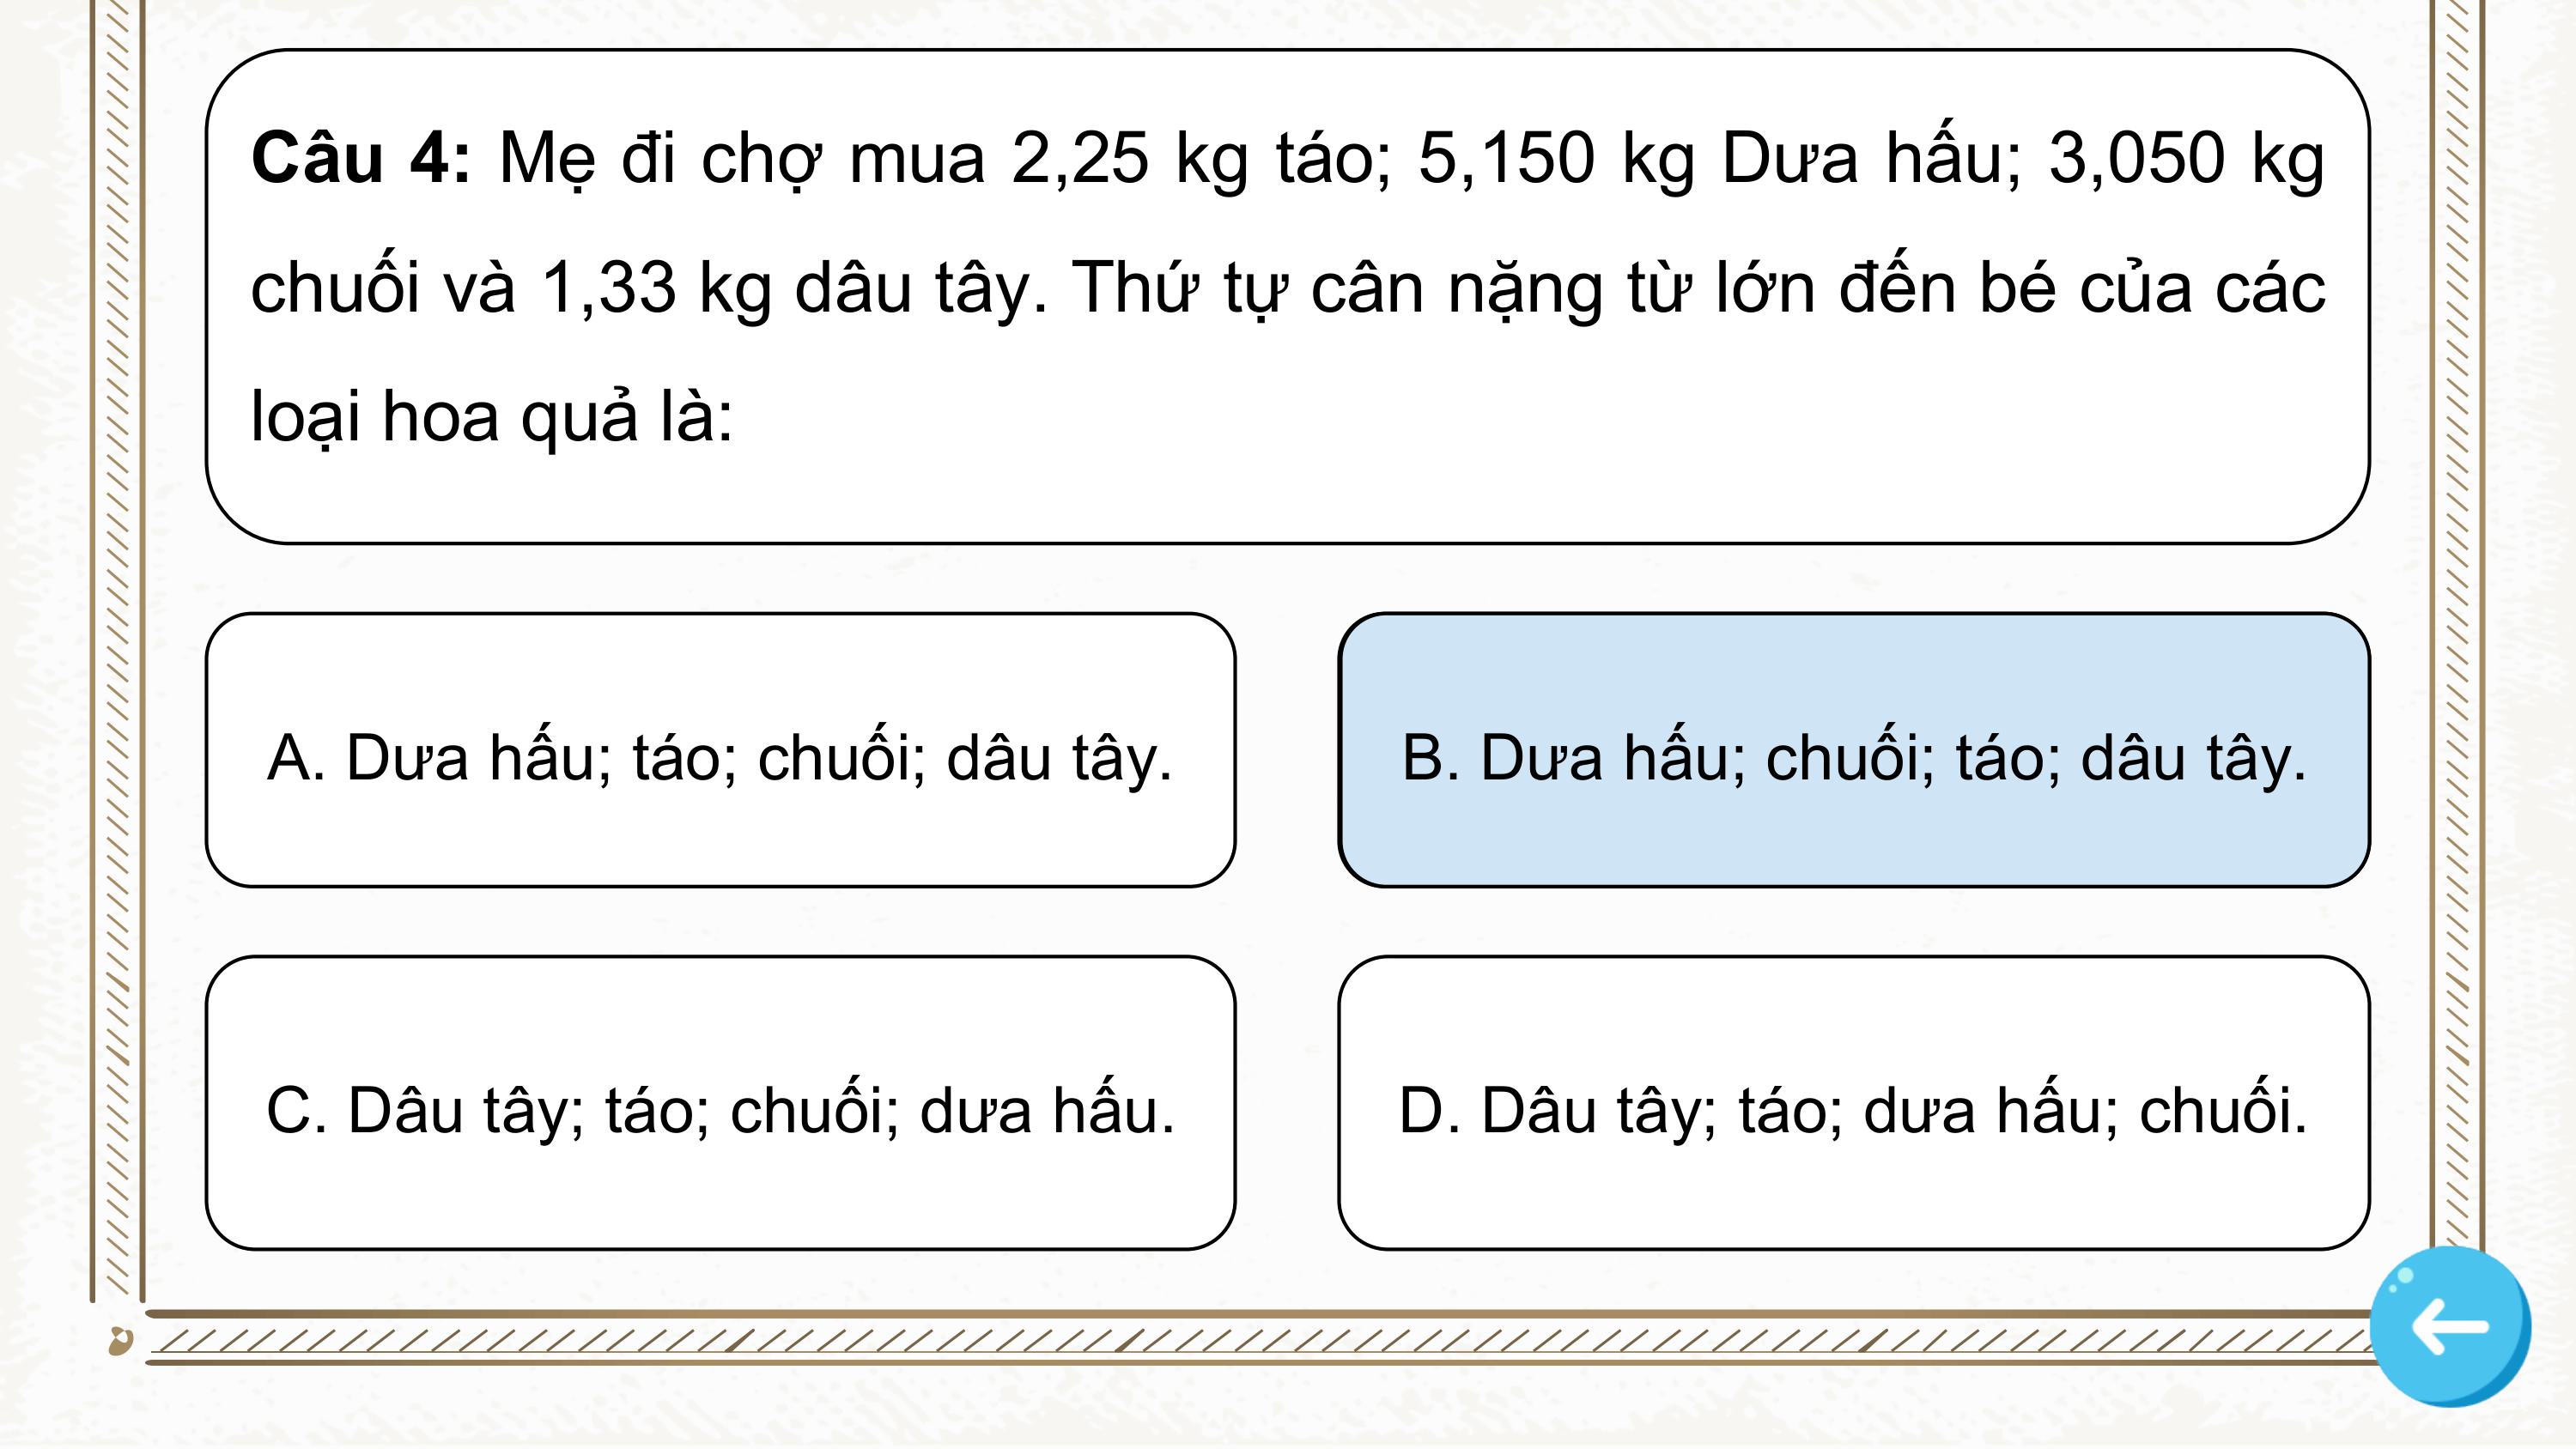 Câu 4: Mẹ đi chợ mua 2,25 kg táo; 5,150 kg Dưa hấu; 3,050 kg
chuối và 1,33 kg dâu tây. Thứ tự cân nặng từ lớn đến bé của các
loại hoa quả là:
A. Dưa hấu; táo; chuối; dâu tây.
B. Dưa hấu; chuối; táo; dâu tây.
C. Dâu tây; táo; chuối; dưa hấu.
D. Dâu tây; táo; dưa hấu; chuối.